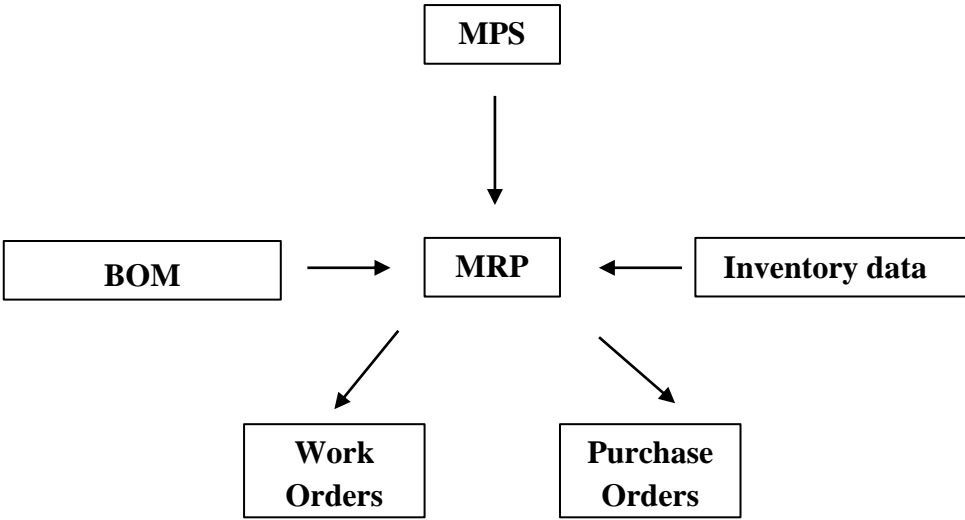 MPS
BOM
MRP
Inventory data
Work
Orders
Purchase
Orders